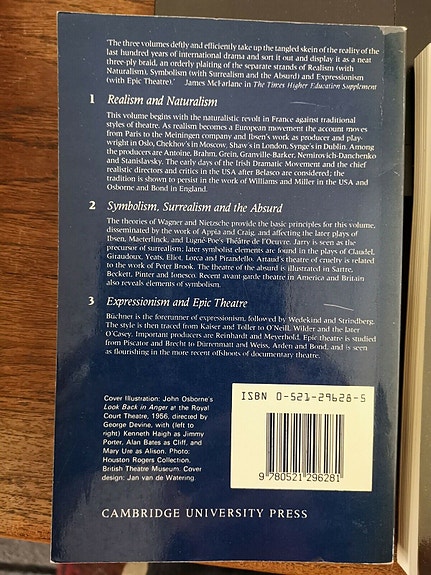 'The three volumes deftly and efficiently take up the tangled skein of the reality of the
last hundred years of international drama and sort it out and display it as a neat
three-ply braid, an orderly plaiting of the separate strands of Realism (with
Naturalism), Symbolism (with Surrealism and the Absurd) and Expressionism
(with Epic Theatre).' James McFarlane in The Times Higher Education Supplement
1 Realism and Naturalism
This volume begins with the naturalistic revolt in France against traditional
styles of theatre. As realism becomes a European movement the account moves
from Paris to the Meiningen company and Ibsen's work as producer and play-
wright in Oslo, Chekhov's in Moscow, Shaw's in London, Synge's in Dublin. Among
the producers are Antoine, Brahm, Grein, Granville-Barker, Nemirovich-Danchenko
and Stanislavsky. The early days of the Irish Dramatic Movement and the chief
realistic directors and critics in the USA after Belasco are considered; the
tradition is shown to persist in the work of Williams and Miller in the USA and
Osborne and Bond in England.
2 Symbolism, Surrealism and the Absurd
The theories of Wagner and Nietzsche provide the basic principles for this volume,
disseminated by the work of Appia and Craig, and affecting the later plays of
Ibsen, Maeterlinck, and Lugné-Poe's Théâtre de l'Oeuvre. Jarry is seen as the
precursor of surrealism; later symbolist elements are found in the plays of Claudel,
Giraudoux, Yeats, Eliot, Lorca and Pirandello. Artaud's theatre of cruelty is related
to the work of Peter Brook. The theatre of the absurd is illustrated in Sartre,
Beckett, Pinter and Ionesco. Recent avant-garde theatre in America and Britain
also reveals elements of symbolism.
3 Expressionism and Epic Theatre
Büchner is the forerunner of expressionism, followed by Wedekind and Strindberg.
The style is then traced from Kaiser and Toller to O'Neill, Wilder and the later
O'Casey. Important producers are Reinhardt and Meyerhold. Epic theatre is studied
from Piscator and Brecht to Dürrenmatt and Weiss, Arden and Bond, and is seen
as flourishing in the more recent offshoots of documentary theatre.
Cover Illustration: John Osborne's
Look Back in Anger at the Royal
Court Theatre, 1956, directed by
George Devine, with (left to
right) Kenneth Haigh as Jimmy
Porter, Alan Bates as Cliff, and
Mary Ure as Alison. Photo:
Houston Rogers Collection,
British Theatre Museum. Cover
design: Jan van de Watering.
ISBN 0-521-29628-5
9 780521 296281
CAMBRIDGE UNIVERSITY PRESS